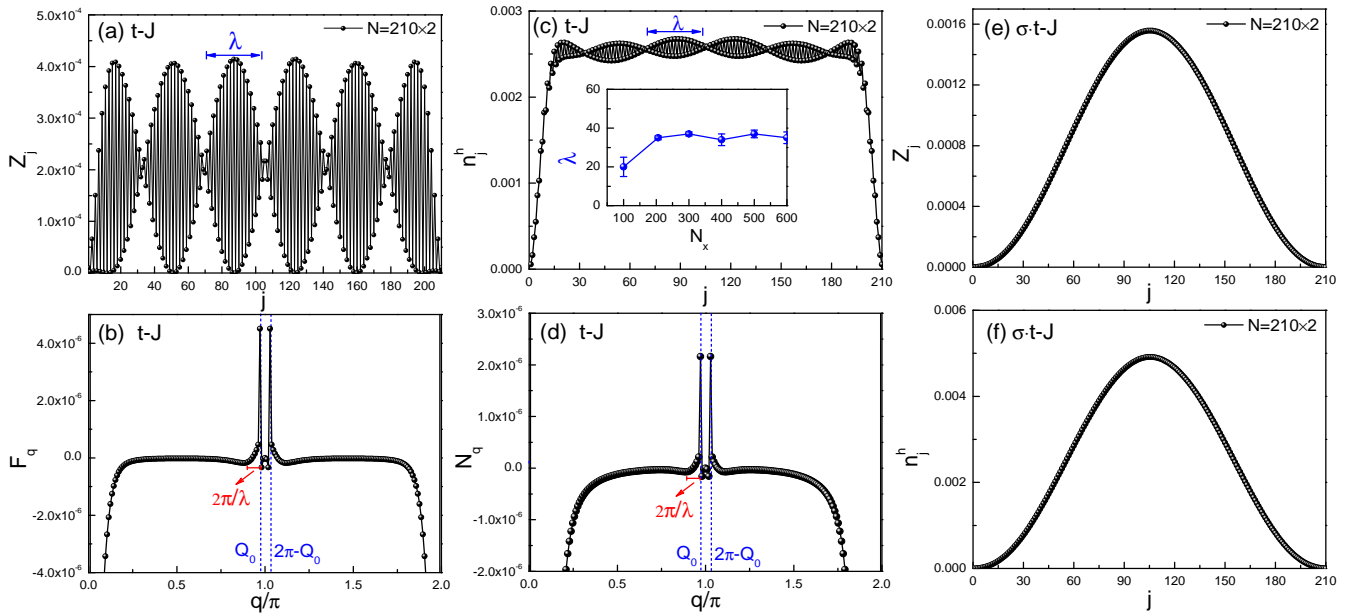 (a) t-J
N=210×2
λ
Z_j
5.0x10^-4
4.0x10^-4
3.0x10^-4
2.0x10^-4
1.0x10^-4
0.0
20 40 60 80 100 120 140 160 180 200
j
(b) t-J
F_q
4.0x10^-6
2.0x10^-6
0.0
-2.0x10^-6
-4.0x10^-6
2π/λ
Q_0
2π-Q_0
0.0 0.5 1.0 1.5 2.0
q/π
(c) t-J
N=210×2
λ
n_j^h
0.003
0.002
0.001
0.000
λ
60
40
20
0
100 200 300 400 500 600
N_x
0 30 60 90 120 150 180 210
j
(d) t-J
N_q
3.0x10^-6
2.0x10^-6
1.0x10^-6
0.0
-1.0x10^-6
-2.0x10^-6
2π/λ
Q_0
2π-Q_0
0.0 0.5 1.0 1.5 2.0
q/π
(e) σ·t-J
N=210×2
Z_j
0.0016
0.0012
0.0008
0.0004
0.0000
0 30 60 90 120 150 180 210
j
(f) σ·t-J
N=210×2
n_j^h
0.006
0.004
0.002
0.000
0 30 60 90 120 150 180 210
j